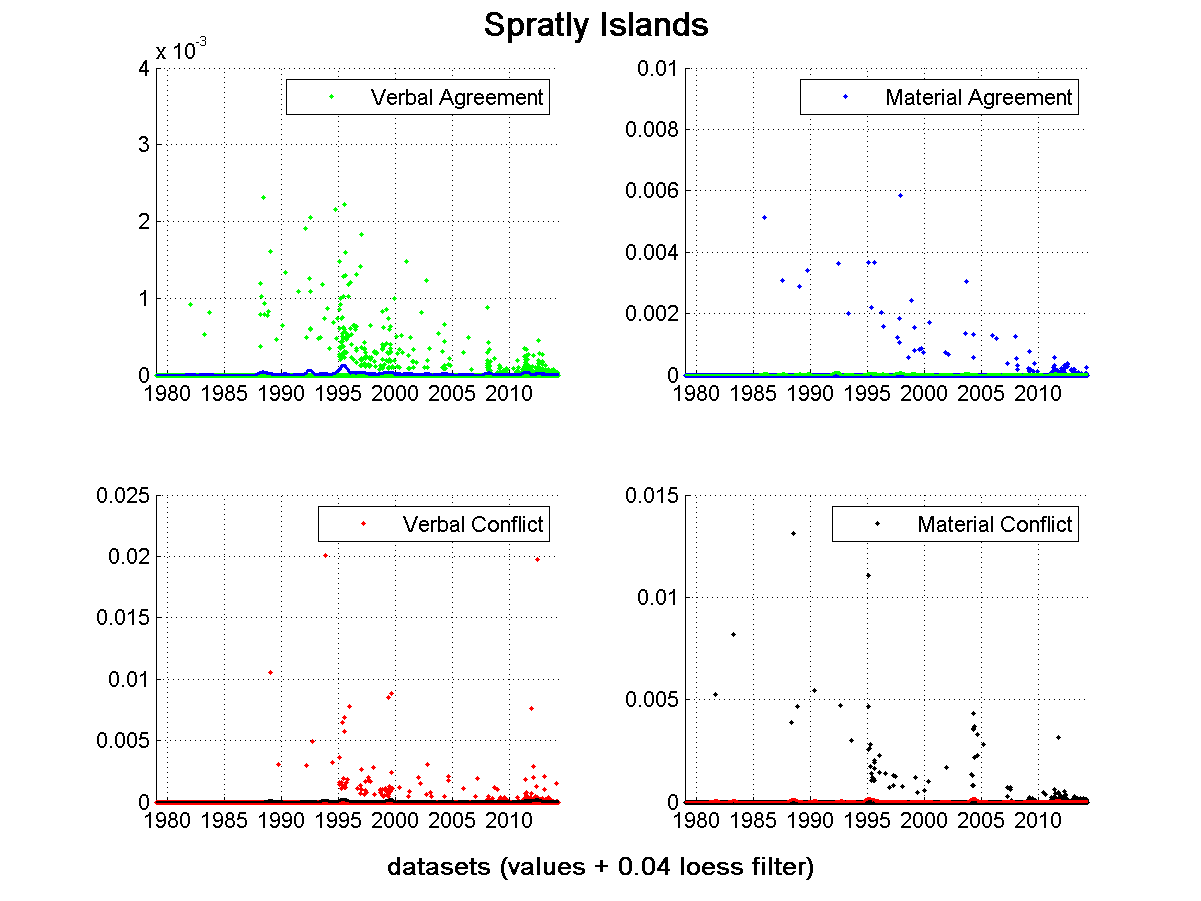 Spratly Islands
x 10-3
Verbal Agreement
4
3
2
1
0
1980 1985 1990 1995 2000 2005 2010
Material Agreement
0.01
0.008
0.006
0.004
0.002
0
1980 1985 1990 1995 2000 2005 2010
Verbal Conflict
0.025
0.02
0.015
0.01
0.005
0
1980 1985 1990 1995 2000 2005 2010
Material Conflict
0.015
0.01
0.005
0
1980 1985 1990 1995 2000 2005 2010
datasets (values + 0.04 loess filter)